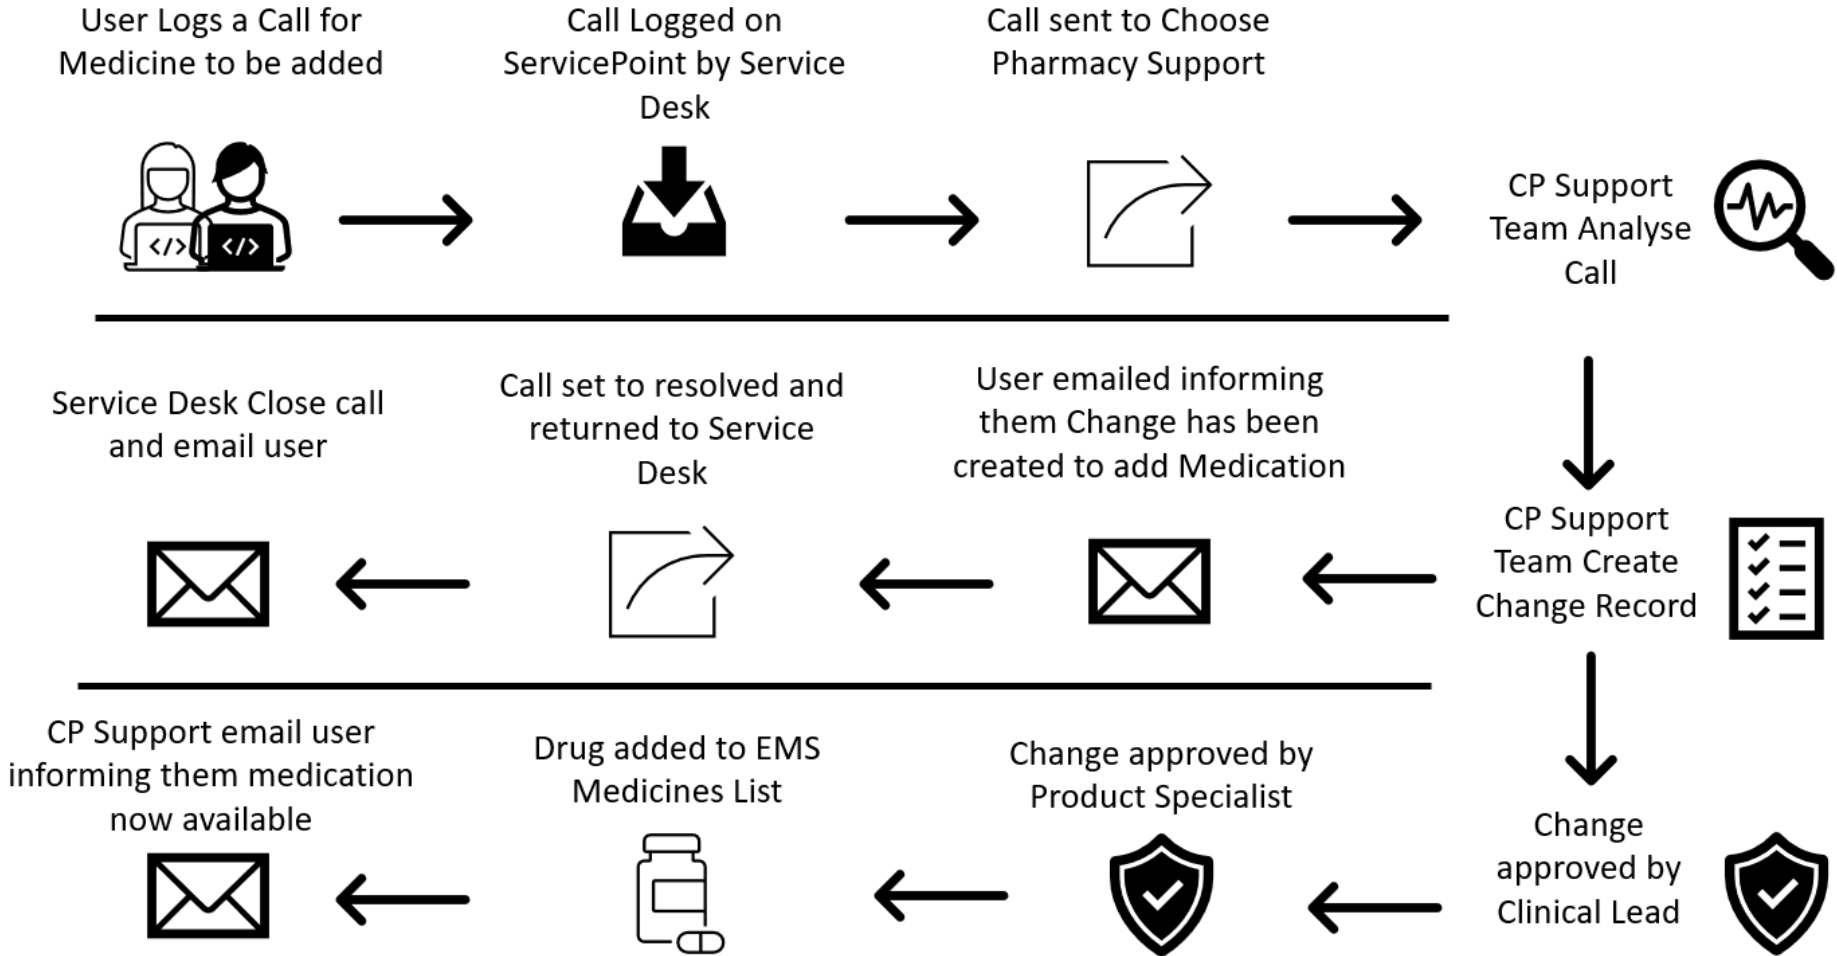 User Logs a Call for
Medicine to be added
Call Logged on
ServicePoint by Service
Desk
Call sent to Choose
Pharmacy Support
CP Support
Team Analyse
Call
</>
</>
Service Desk Close call
and email user
Call set to resolved and
returned to Service
Desk
User emailed informing
them Change has been
created to add Medication
CP Support
Team Create
Change Record
CP Support email user
informing them medication
now available
Drug added to EMS
Medicines List
Change approved by
Product Specialist
Change
approved by
Clinical Lead